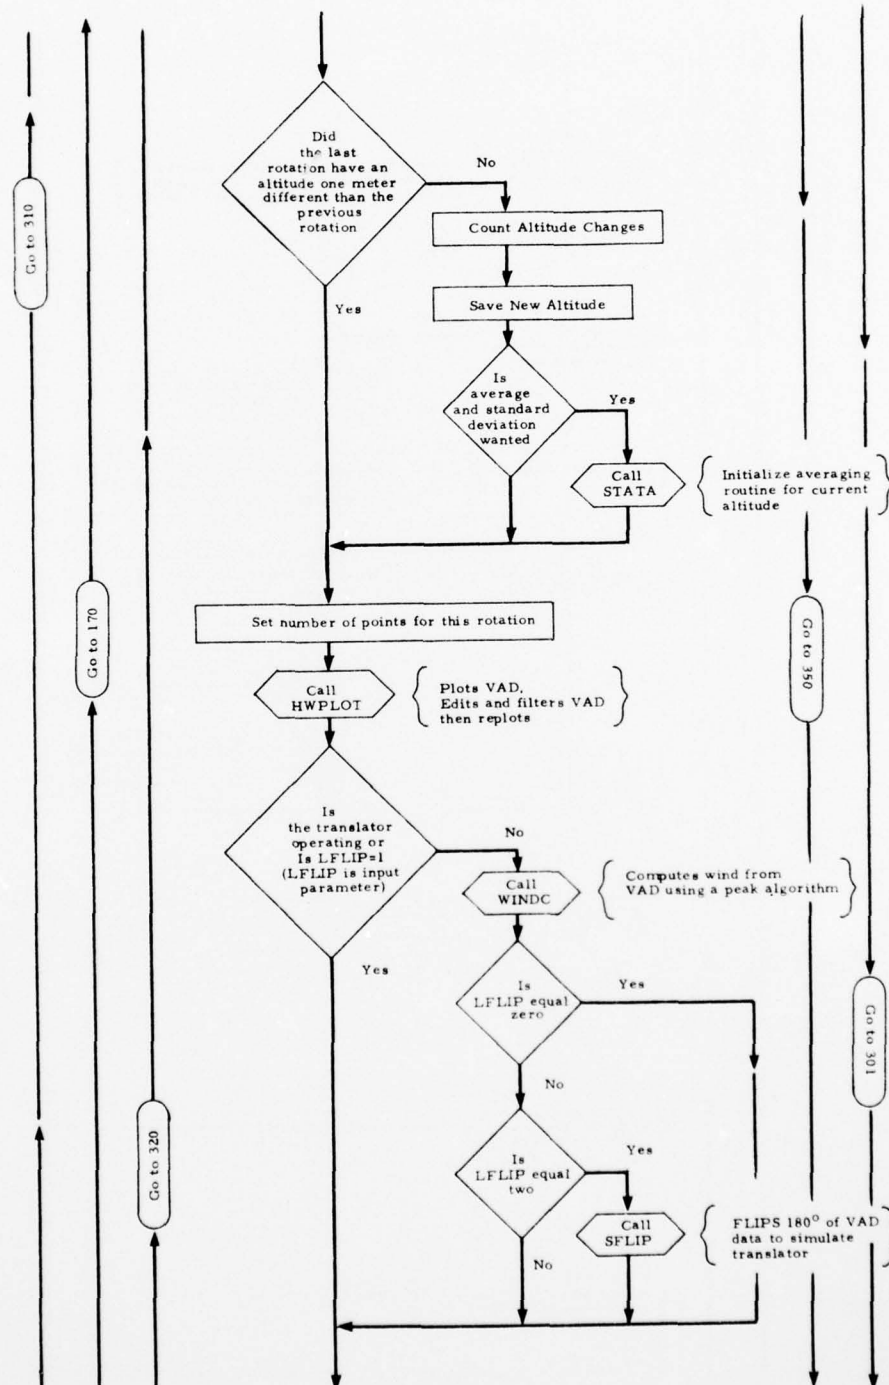 Did
the last
rotation have an
altitude one meter
different than the
previous
rotation
No
Yes
Count Altitude Changes
Save New Altitude
Is
average
and standard
deviation
wanted
Yes
Call
STATA
Initialize averaging
routine for current
altitude
Go to 310
Go to 170
Go to 320
Set number of points for this rotation
Call
HWPLOT
Plots VAD,
Edits and filters VAD
then replots
Go to 350
Is
the translator
operating or
Is LFLIP=1
(LFLIP is input
parameter)
No
Yes
Call
WINDC
Computes wind from
VAD using a peak algorithm
Is
LFLIP equal
zero
Yes
No
Go to 301
Is
LFLIP equal
two
Yes
No
Call
SFLIP
FLIPS 180° of VAD
data to simulate
translator